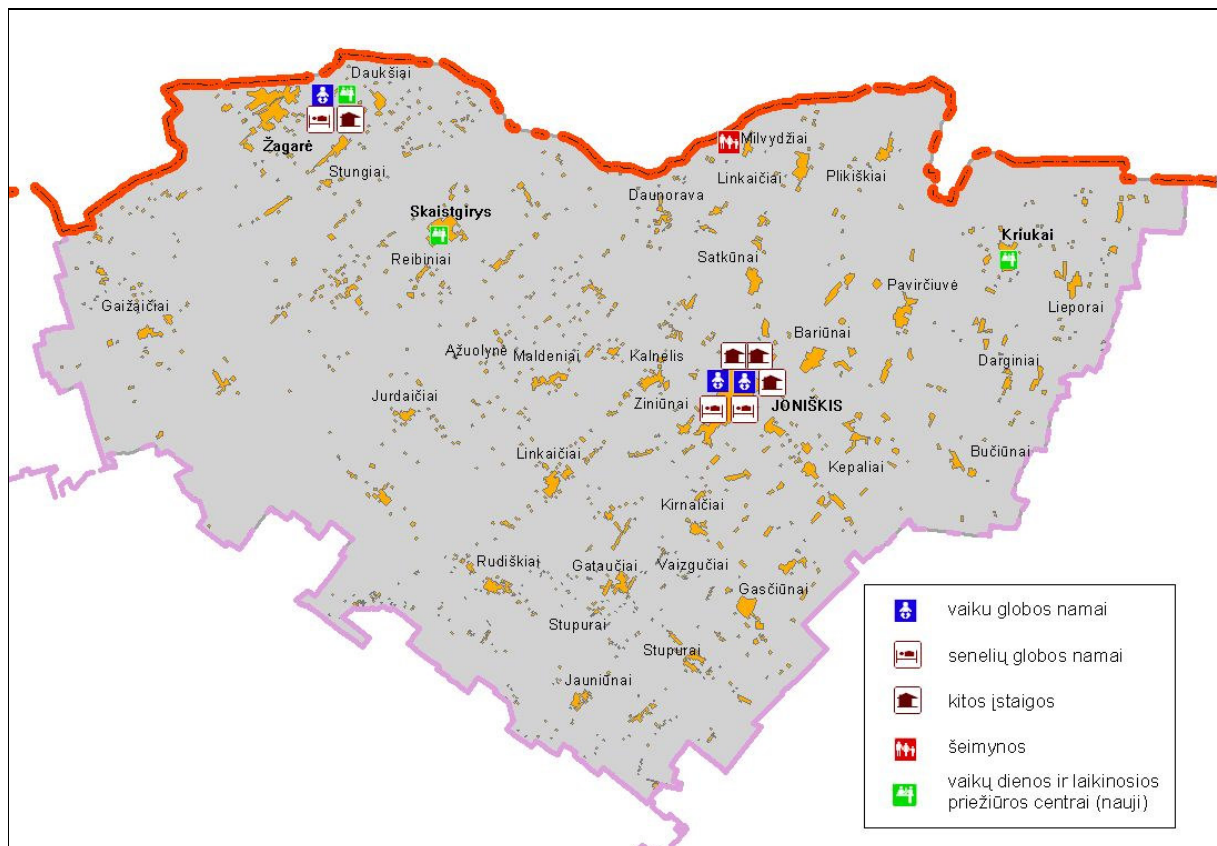 Daukšiai
Žagarė
Stungiai
Milvydžiai
Linkaičiai
Plikiškiai
Daunorava
Skaistgirys
Kriukai
Reibiniai
Satkūnai
Pavirčiuvė
Lieporai
Gaižaičiai
Bariūnai
Ažuolynė
Maldeniai
Kalnelis
Darginiai
Jurdaičiai
Ziniūnai
JONIŠKIS
Linkaičiai
Kepaliai
Bučiūnai
Kirnaičiai
Rudiškiai
Gataučiai
Vaizgučiai
Gasčiūnai
Stupurai
Stupurai
Jauniūnai
vaiku globos namai
senelių globos namai
kitos įstaigos
šeimynos
vaikų dienos ir laikinosios
priežiūros centrai (nauji)